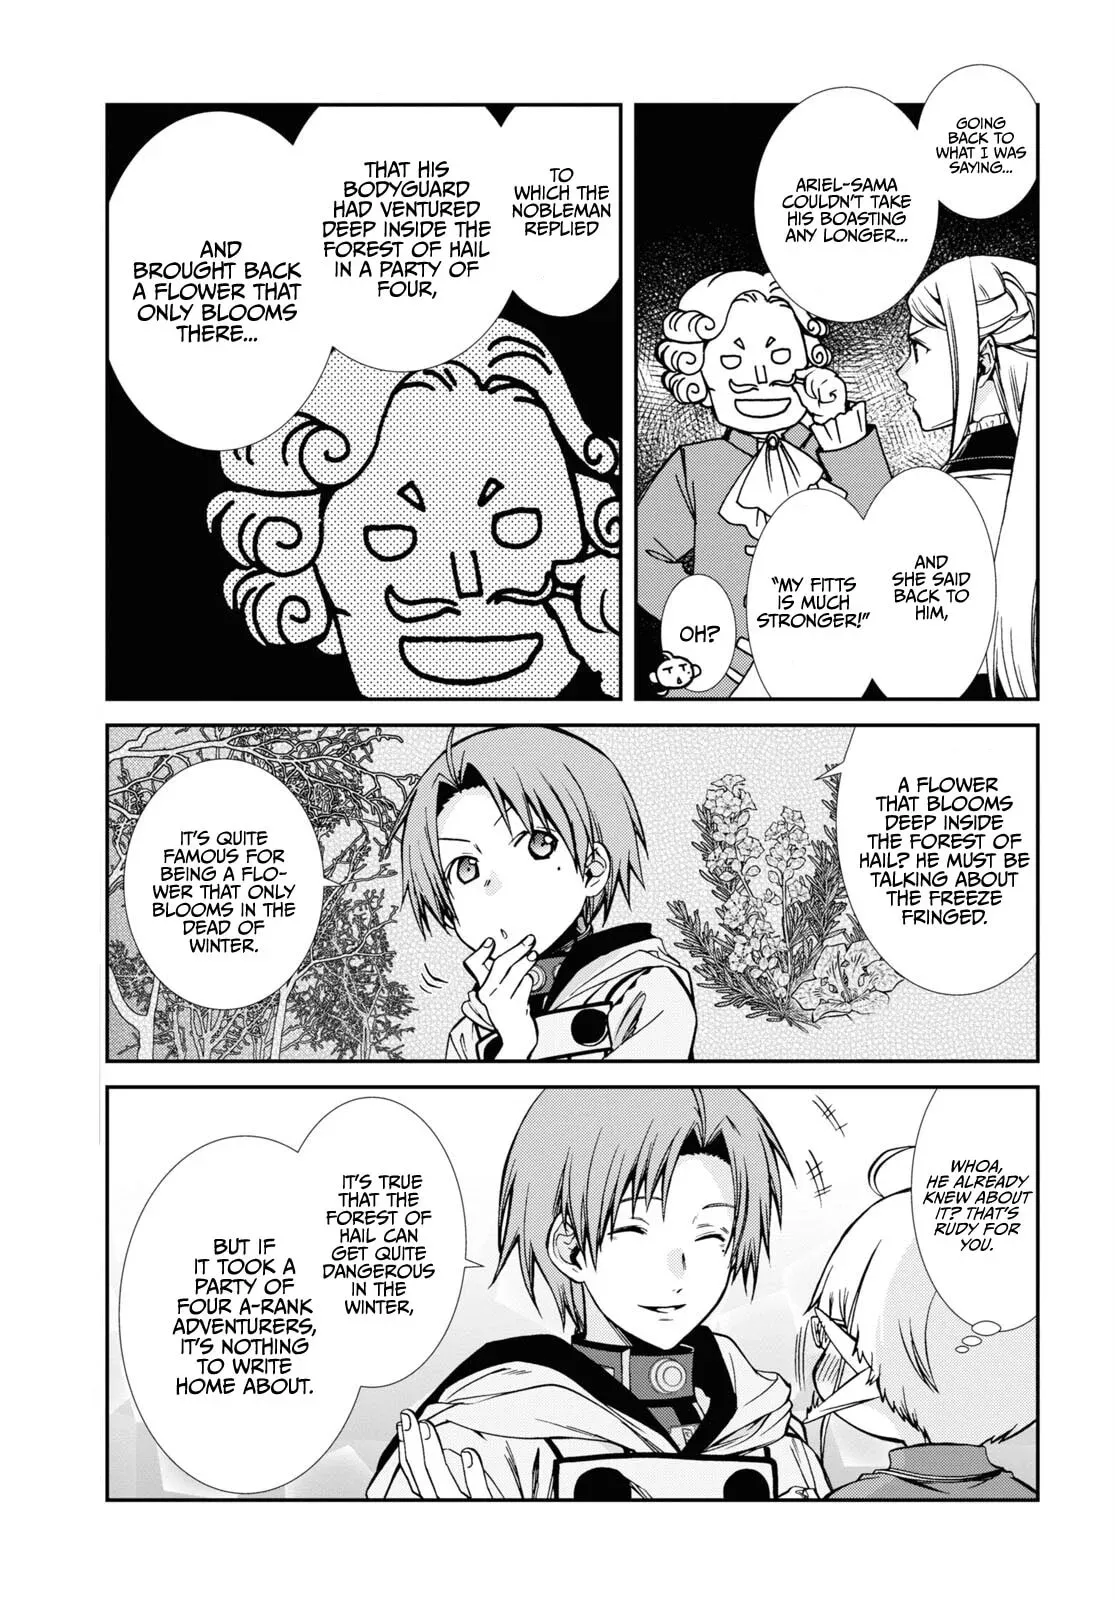 GOING
BACK TO
WHAT I WAS
SAYING...
ARIEL-SAMA
COULDN'T TAKE
HIS BOASTING
ANY LONGER...
AND
SHE SAID
BACK TO
HIM,
"MY FITTS
IS MUCH
STRONGER!"
OH?
TO
WHICH THE
NOBLEMAN
REPLIED
THAT HIS
BODYGUARD
HAD VENTURED
DEEP INSIDE THE
FOREST OF HAIL
IN A PARTY OF
FOUR,
AND
BROUGHT BACK
A FLOWER THAT
ONLY BLOOMS
THERE...
A FLOWER
THAT BLOOMS
DEEP INSIDE
THE FOREST OF
HAIL? HE MUST BE
TALKING ABOUT
THE FREEZE
FRINGED.
IT'S QUITE
FAMOUS FOR
BEING A FLO-
WER THAT ONLY
BLOOMS IN THE
DEAD OF
WINTER.
WHOA,
HE ALREADY
KNEW ABOUT
IT? THAT'S
RUDY FOR
YOU.
IT'S TRUE
THAT THE
FOREST OF
HAIL CAN
GET QUITE
DANGEROUS
IN THE
WINTER,
BUT IF
IT TOOK A
PARTY OF
FOUR A-RANK
ADVENTURERS,
IT'S NOTHING
TO WRITE
HOME ABOUT.